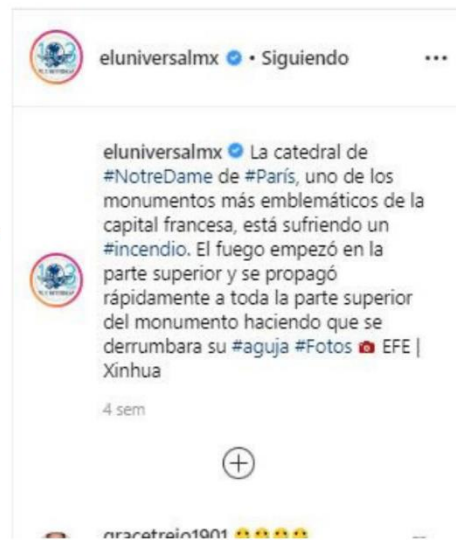 eluniversalmx • Siguiendo
eluniversalmx La catedral de
#NotreDame de #París, uno de los
monumentos más emblemáticos de la
capital francesa, está sufriendo un
#incendio. El fuego empezó en la
parte superior y se propagó
rápidamente a toda la parte superior
del monumento haciendo que se
derrumbara su #aguja #Fotos 📷 EFE |
Xinhua
4 sem
gracetrejo1901